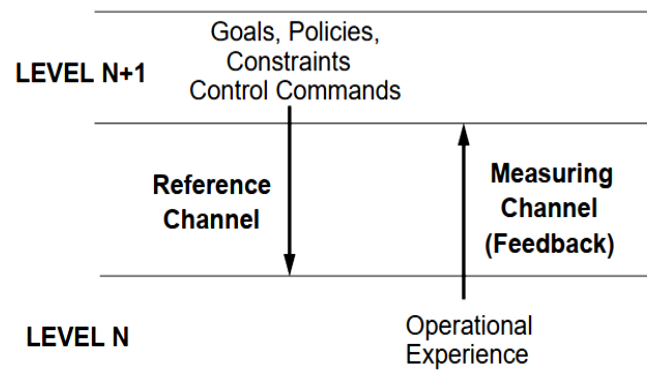 Goals, Policies,
Constraints
Control Commands
LEVEL N+1
Reference
Channel
Measuring
Channel
(Feedback)
LEVEL N
Operational
Experience